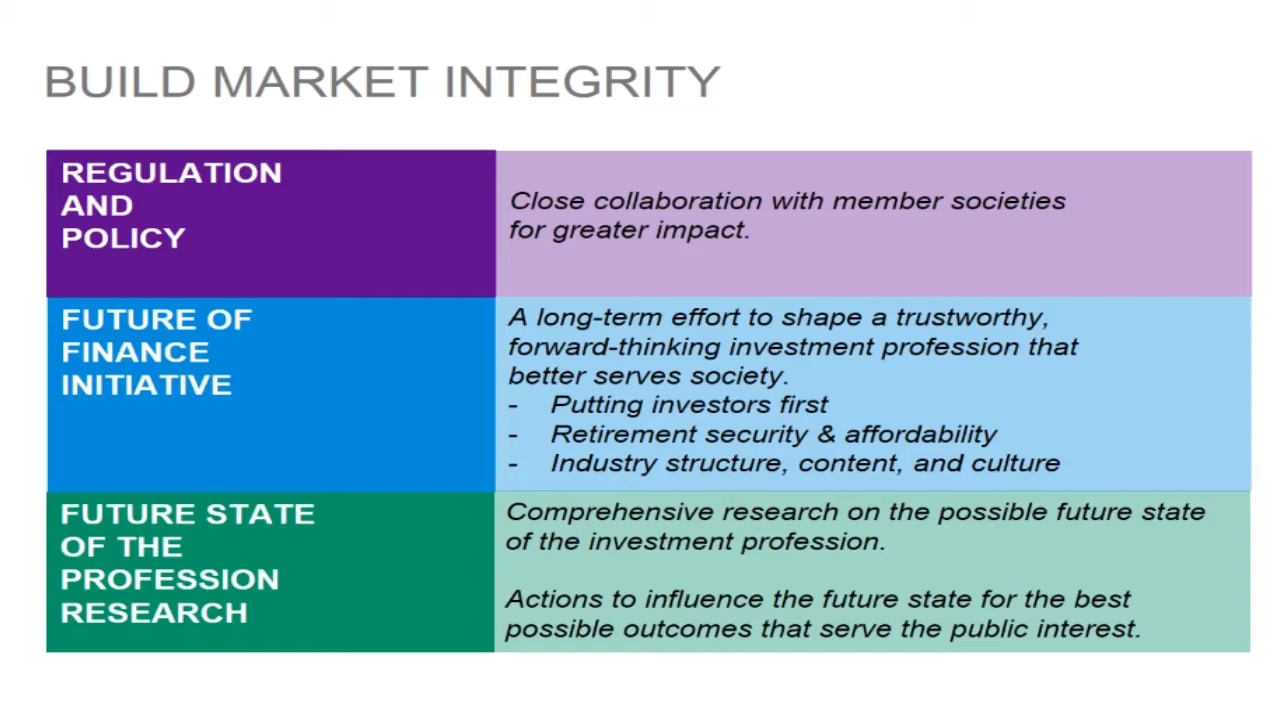 BUILD MARKET INTEGRITY
REGULATION
AND
POLICY
Close collaboration with member societies
for greater impact.
FUTURE OF
FINANCE
INITIATIVE
A long-term effort to shape a trustworthy,
forward-thinking investment profession that
better serves society.
- Putting investors first
- Retirement security & affordability
- Industry structure, content, and culture
FUTURE STATE
OF THE
PROFESSION
RESEARCH
Comprehensive research on the possible future state
of the investment profession.
Actions to influence the future state for the best
possible outcomes that serve the public interest.